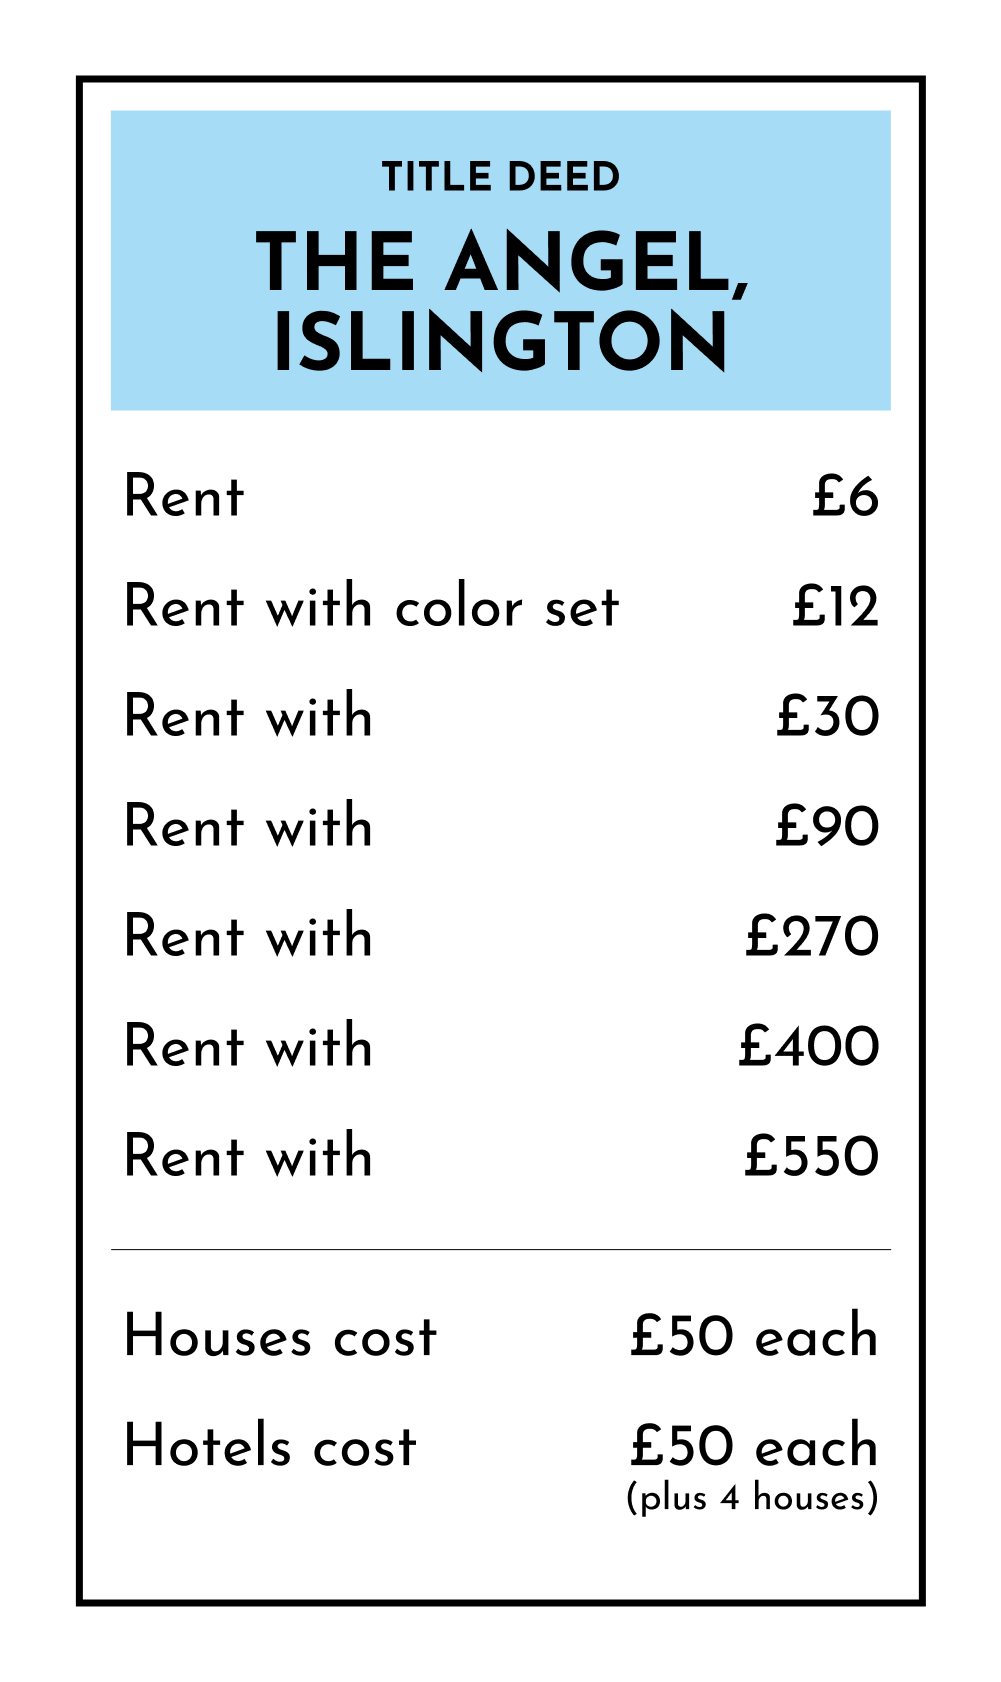 TITLE DEED
THE ANGEL,
ISLINGTON
Rent £6
Rent with color set £12
Rent with £30
Rent with £90
Rent with £270
Rent with £400
Rent with £550
Houses cost £50 each
Hotels cost £50 each
(plus 4 houses)